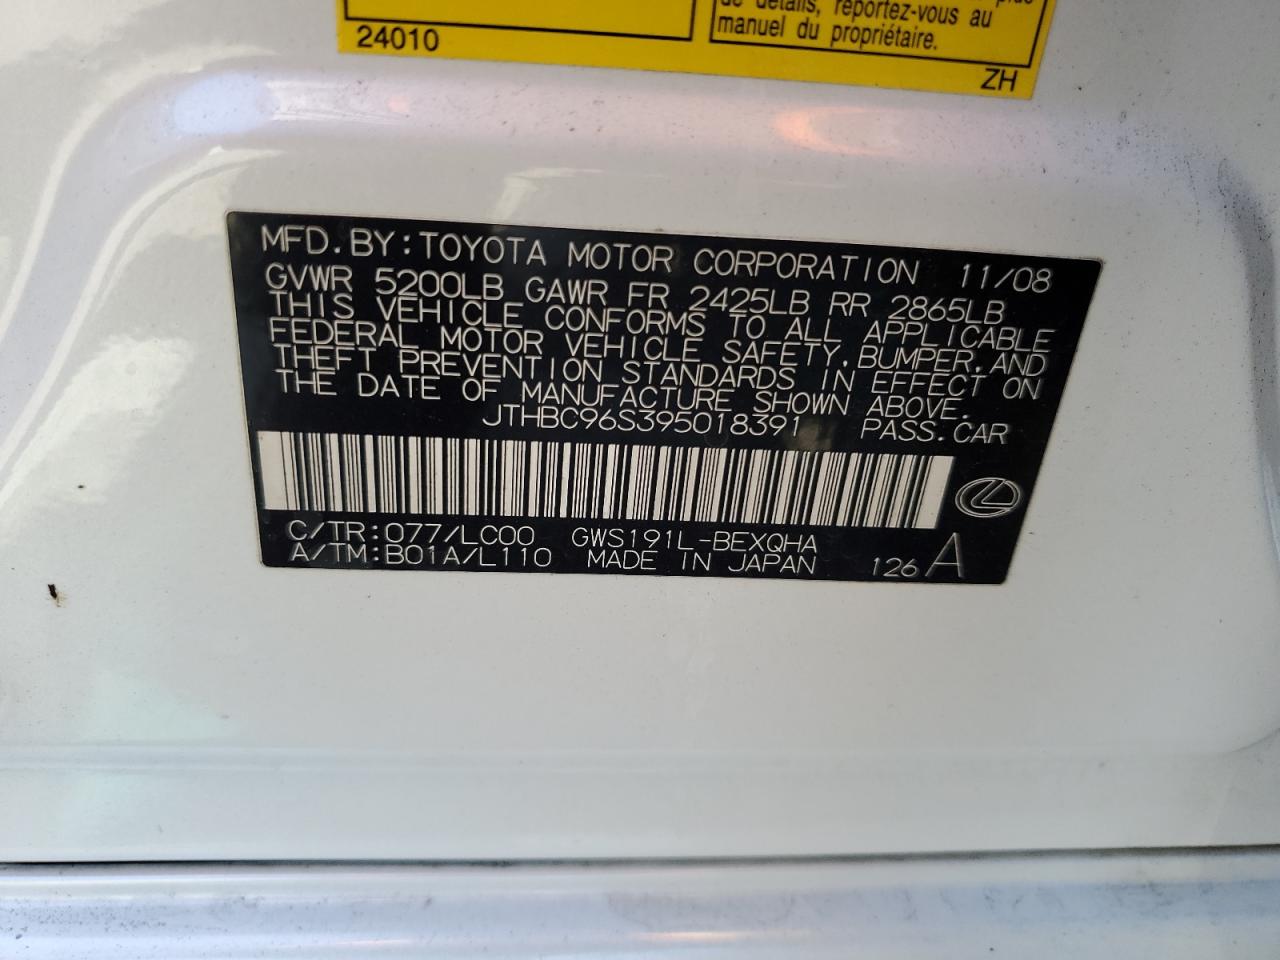 de détails, reportez-vous au
manuel du propriétaire.
24010
ZH
MFD. BY: TOYOTA MOTOR CORPORATION 11/08
GVWR 5200LB GAWR FR 2425LB RR 2865LB
THIS VEHICLE CONFORMS TO ALL APPLICABLE
FEDERAL MOTOR VEHICLE SAFETY, BUMPER, AND
THEFT PREVENTION STANDARDS IN EFFECT ON
THE DATE OF MANUFACTURE SHOWN ABOVE.
JTHBC96S395018391 PASS. CAR
C/TR: 077/LC00 GWS191L-BEXQHA
A/TM: B01A/L110 MADE IN JAPAN 126 A